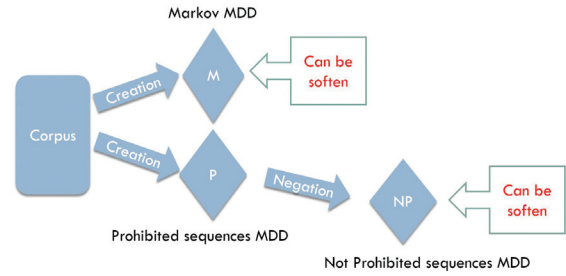 Markov MDD
Can be
soften
M
Creation
Corpus
Creation
P
Negation
NP
Can be
soften
Prohibited sequences MDD
Not Prohibited sequences MDD